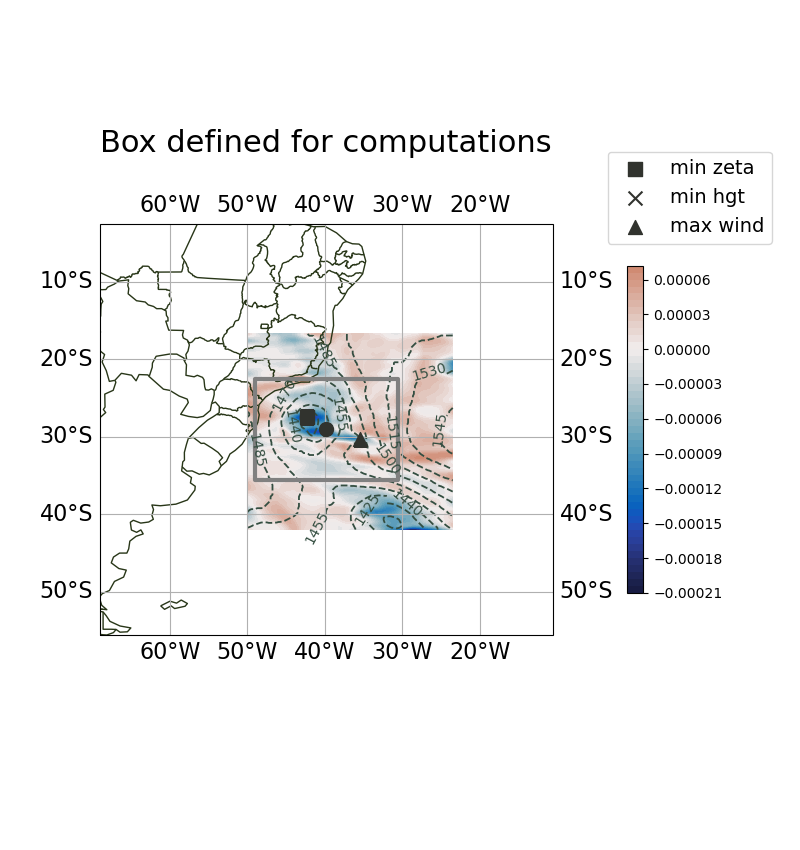 Box defined for computations
min zeta
min hgt
max wind
60°W 50°W 40°W 30°W 20°W
10°S 10°S
20°S 20°S
30°S 30°S
40°S 40°S
50°S 50°S
60°W 50°W 40°W 30°W 20°W
0.00006
0.00003
0.00000
−0.00003
−0.00006
−0.00009
−0.00012
−0.00015
−0.00018
−0.00021
1485
1530
1470
1455
1440
1515
1545
1485
1500
1425
1440
1455